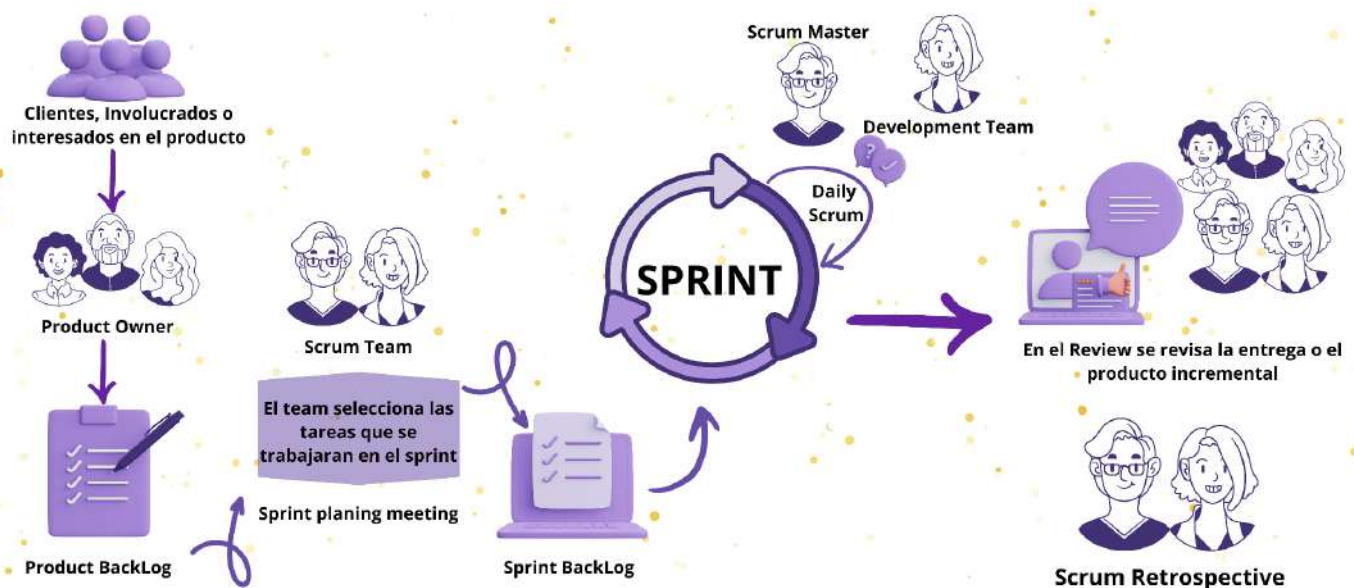 Clientes, Involucrados o
interesados en el producto
Product Owner
Product BackLog
Scrum Team
El team selecciona las
tareas que se
trabajaran en el sprint
Sprint planing meeting
Sprint BackLog
SPRINT
Daily
Scrum
Scrum Master
Development Team
?
En el Review se revisa la entrega o el
producto incremental
Scrum Retrospective